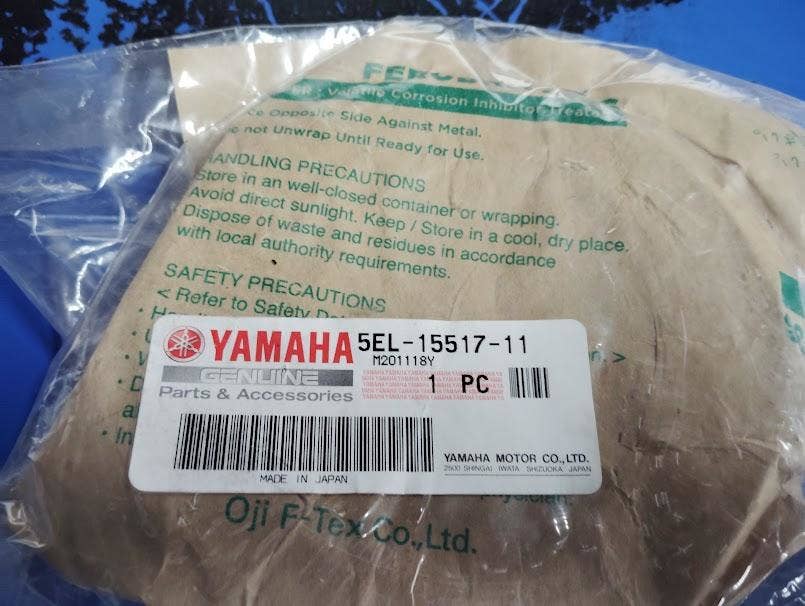 Volatile Corrosion Inhibitor Treated
Opposite Side Against Metal.
not Unwrap Until Ready for Use.
HANDLING PRECAUTIONS
Store in an well-closed container or wrapping.
Avoid direct sunlight. Keep / Store in a cool, dry place.
Dispose of waste and residues in accordance
with local authority requirements.
SAFETY PRECAUTIONS
< Refer to Safety
YAMAHA 5EL-15517-11
M201118Y
GENUINE 1 PC
Parts & Accessories
YAMAHA MOTOR CO.,LTD.
2500 SHINGAI IWATA SHIZUOKA JAPAN
MADE IN JAPAN
physician.
Oji F-Tex Co.,Ltd.